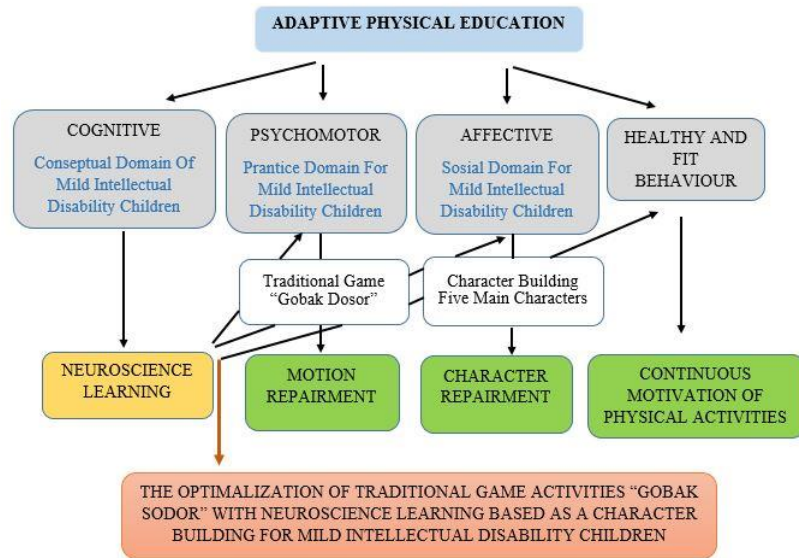 ADAPTIVE PHYSICAL EDUCATION
COGNITIVE
Conseptual Domain Of
Mild Intellectual
Disability Children
PSYCHOMOTOR
Prantice Domain For
Mild Intellectual
Disability Children
AFFECTIVE
Sosial Domain For
Mild Intellectual
Disability Children
HEALTHY AND
FIT
BEHAVIOUR
Traditional Game
“Gobak Dosor”
Character Building
Five Main Characters
NEUROSCIENCE
LEARNING
MOTION
REPAIRMENT
CHARACTER
REPAIRMENT
CONTINUOUS
MOTIVATION OF
PHYSICAL ACTIVITIES
THE OPTIMALIZATION OF TRADITIONAL GAME ACTIVITIES “GOBAK
SODOR” WITH NEUROSCIENCE LEARNING BASED AS A CHARACTER
BUILDING FOR MILD INTELLECTUAL DISABILITY CHILDREN